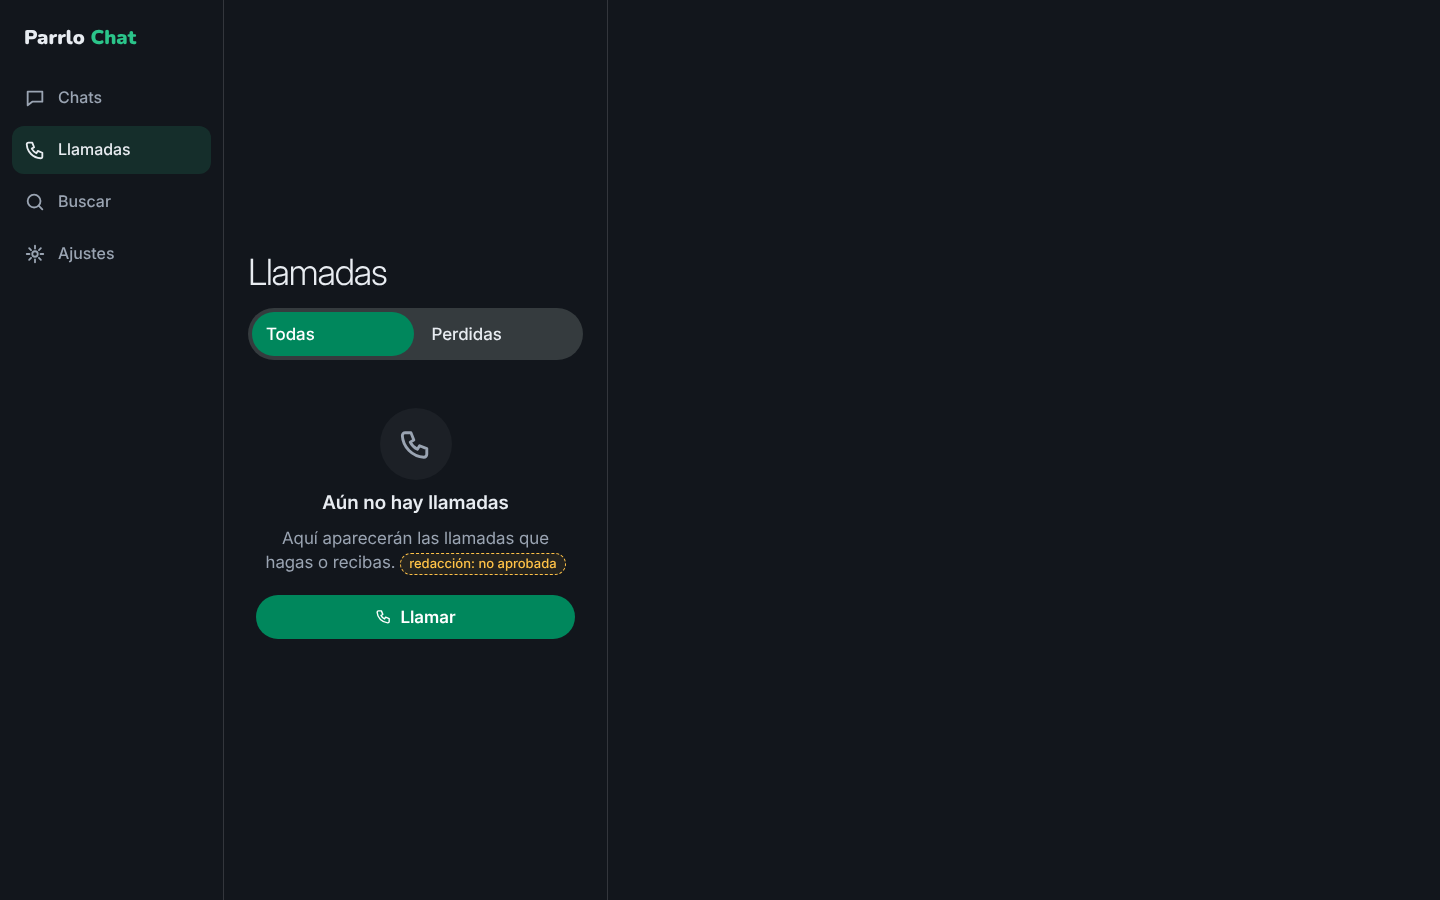 Parrlo Chat
Chats
Llamadas
Buscar
Ajustes
Llamadas
Todas
Perdidas
Aún no hay llamadas
Aquí aparecerán las llamadas que
hagas o recibas. redacción: no aprobada
Llamar